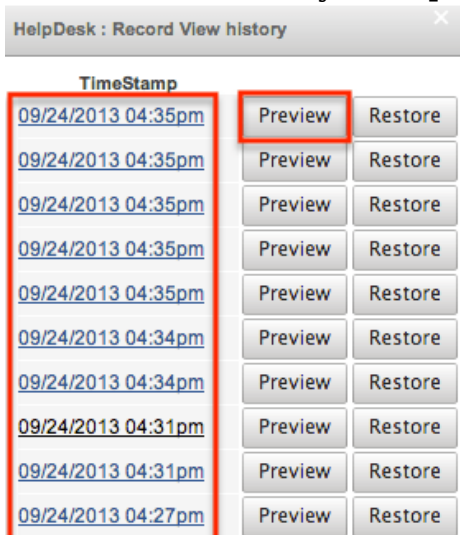 HelpDesk : Record View history
TimeStamp
09/24/2013 04:35pm Preview Restore
09/24/2013 04:35pm Preview Restore
09/24/2013 04:35pm Preview Restore
09/24/2013 04:35pm Preview Restore
09/24/2013 04:35pm Preview Restore
09/24/2013 04:34pm Preview Restore
09/24/2013 04:34pm Preview Restore
09/24/2013 04:31pm Preview Restore
09/24/2013 04:31pm Preview Restore
09/24/2013 04:27pm Preview Restore